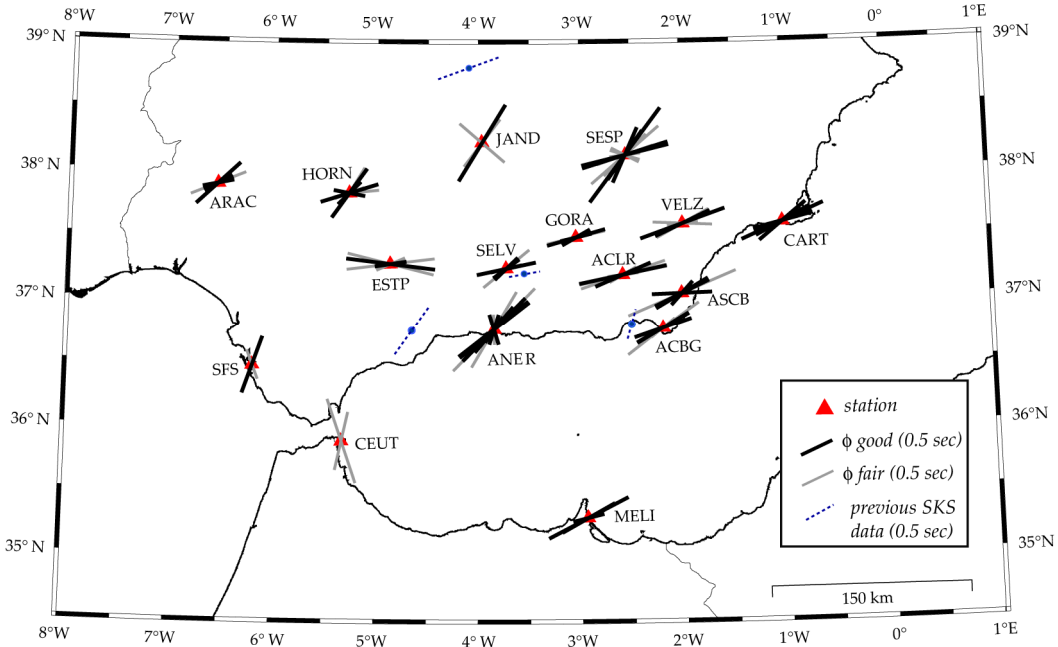 8°W 7°W 6°W 5°W 4°W 3°W 2°W 1°W 0° 1°E
39°N 39°N
JAND SESP
38°N 38°N
HORN
ARAC
VELZ
GORA
CART
SELV ACLR
ESTP
37°N 37°N
ASCB
ACBG
ANER
SFS
station
36°N 36°N
CEUT
ϕ good (0.5 sec)
ϕ fair (0.5 sec)
previous SKS
data (0.5 sec)
MELI
35°N 35°N
150 km
8°W 7°W 6°W 5°W 4°W 3°W 2°W 1°W 0° 1°E